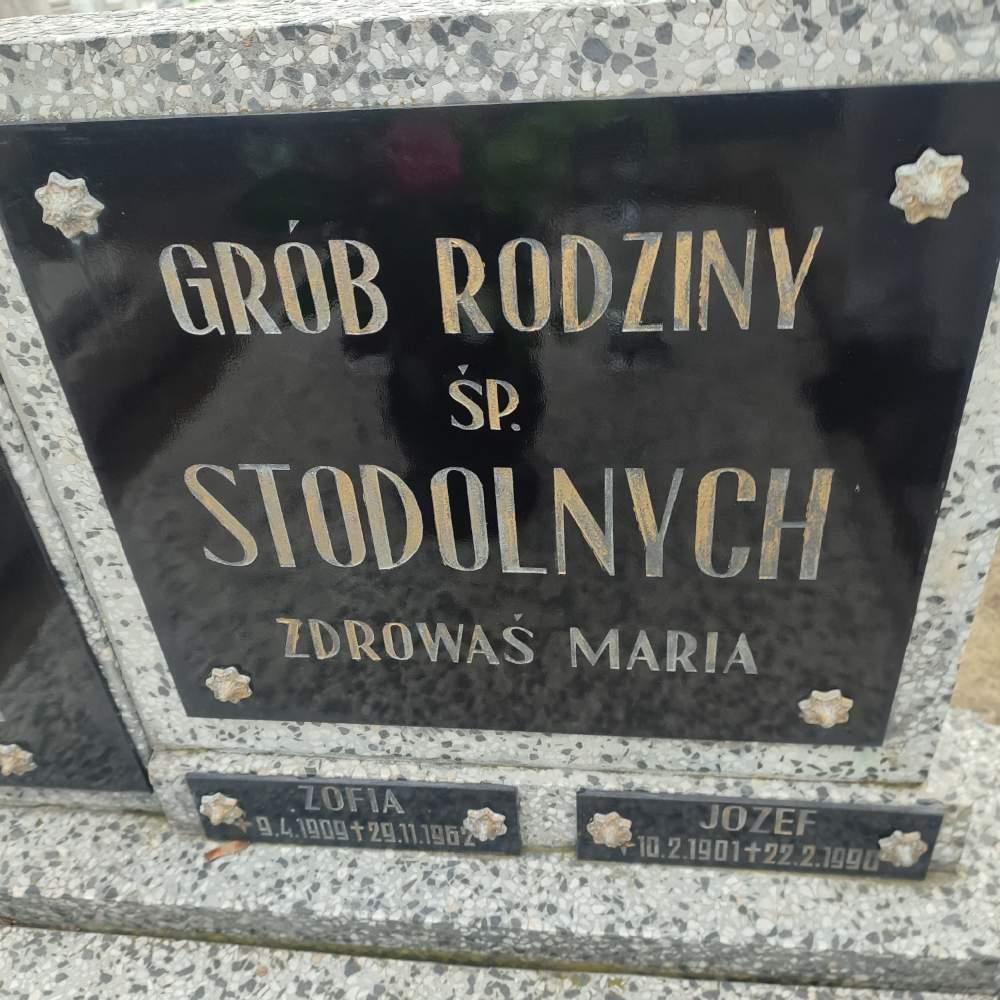 GRÓB RODZINY
ŚP.
STODOLNYCH
ZDROWAŚ MARIA
ZOFIA
9.4.1909 † 29.11.1962
JOZEF
10.2.1901 † 22.2.1990